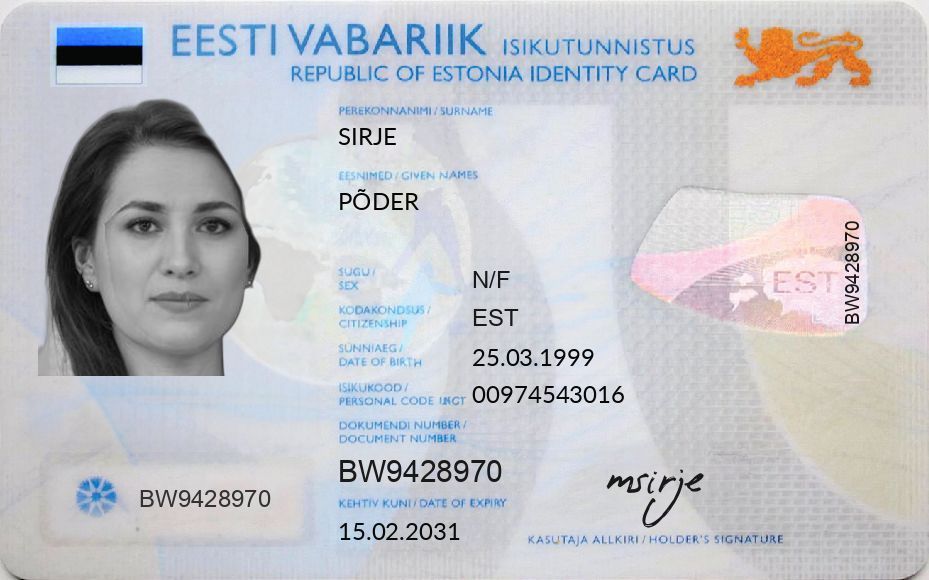 EESTI VABARIIK ISIKUTUNNISTUS
REPUBLIC OF ESTONIA IDENTITY CARD
PEREKONNANIMI / SURNAME
SIRJE
EESNIMED / GIVEN NAMES
PÕDER
SUGU /
SEX
N/F
KODAKONDSUS /
CITIZENSHIP
EST
SÜNNIAEG /
DATE OF BIRTH
25.03.1999
ISIKUKOOD /
PERSONAL CODE
00974543016
DOKUMENDI NUMBER /
DOCUMENT NUMBER
BW9428970
KEHTIV KUNI / DATE OF EXPIRY
15.02.2031
BW9428970
EST
BW9428970
msirje
KASUTAJA ALLKIRI / HOLDER'S SIGNATURE